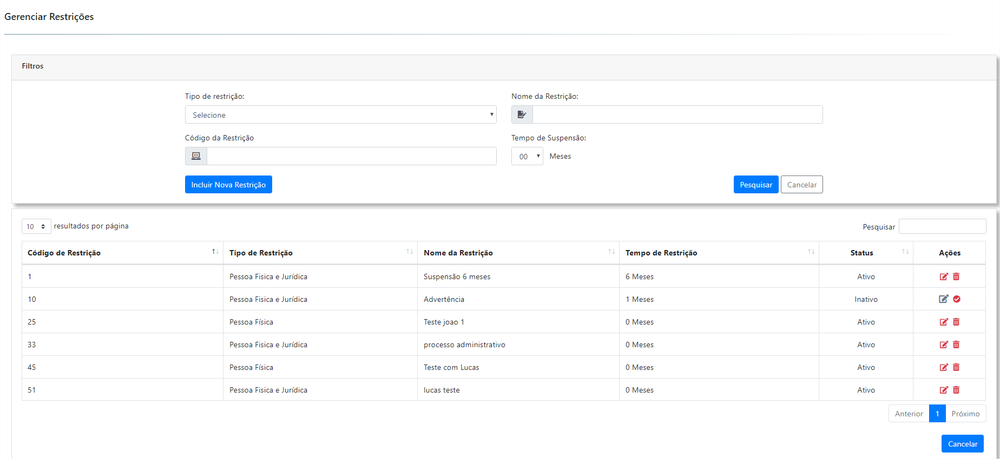 Gerenciar Restrições
Filtros
Tipo de restrição: Nome da Restrição:
Selecione
Código da Restrição Tempo de Suspensão:
00 Meses
Incluir Nova Restrição Pesquisar Cancelar
10 resultados por página Pesquisar
Código de Restrição Tipo de Restrição Nome da Restrição Tempo de Restrição Status Ações
1 Pessoa Fisica e Jurídica Suspensão 6 meses 6 Meses Ativo
10 Pessoa Fisica e Jurídica Advertência 1 Meses Inativo
25 Pessoa Física Teste joao 1 0 Meses Ativo
33 Pessoa Fisica e Jurídica processo administrativo 0 Meses Ativo
45 Pessoa Física Teste com Lucas 0 Meses Ativo
51 Pessoa Fisica e Jurídica lucas teste 0 Meses Ativo
Anterior 1 Próximo
Cancelar